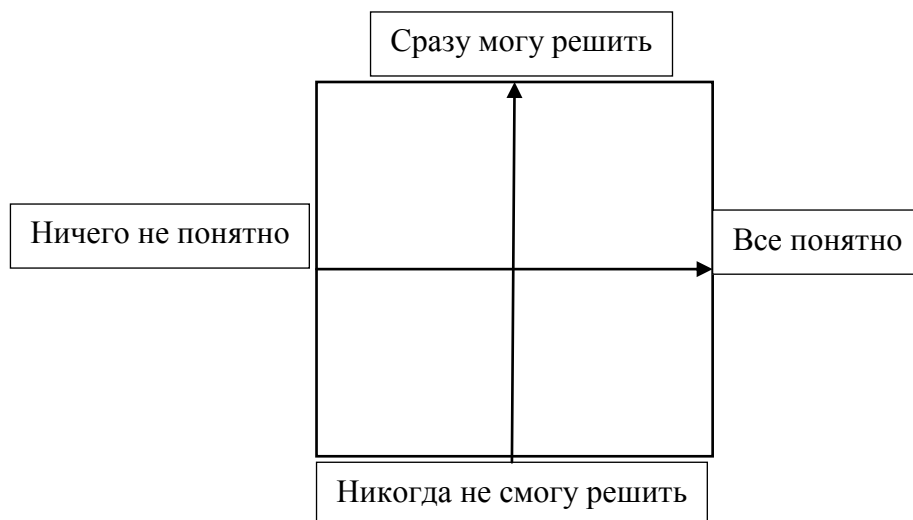 Сразу могу решить
Ничего не понятно
Все понятно
Никогда не смогу решить